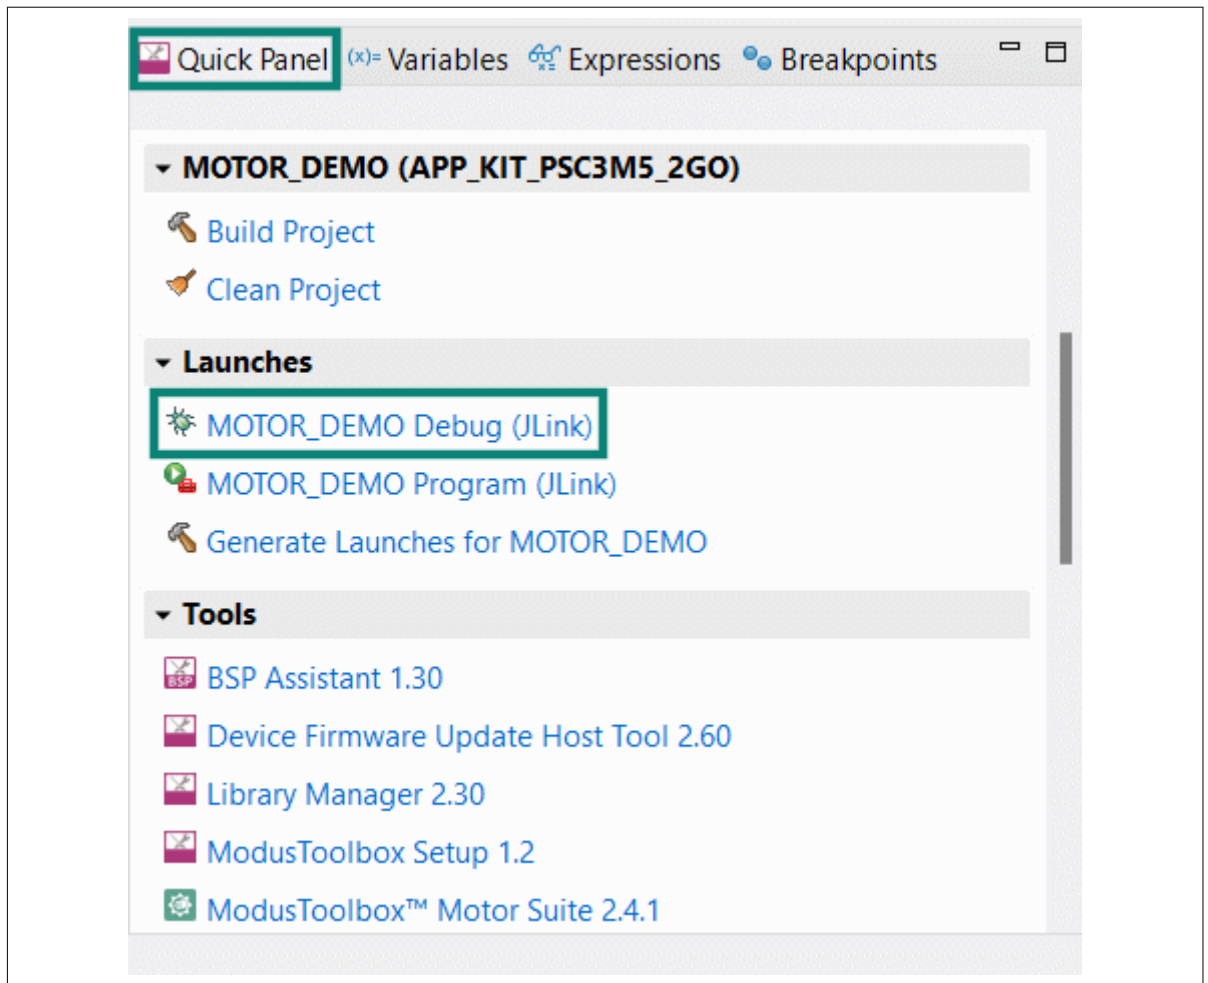 Quick Panel (x)= Variables Expressions Breakpoints
MOTOR_DEMO (APP_KIT_PSC3M5_2GO)
Build Project
Clean Project
Launches
MOTOR_DEMO Debug (JLink)
MOTOR_DEMO Program (JLink)
Generate Launches for MOTOR_DEMO
Tools
BSP BSP Assistant 1.30
Device Firmware Update Host Tool 2.60
Library Manager 2.30
ModusToolbox Setup 1.2
ModusToolbox™ Motor Suite 2.4.1